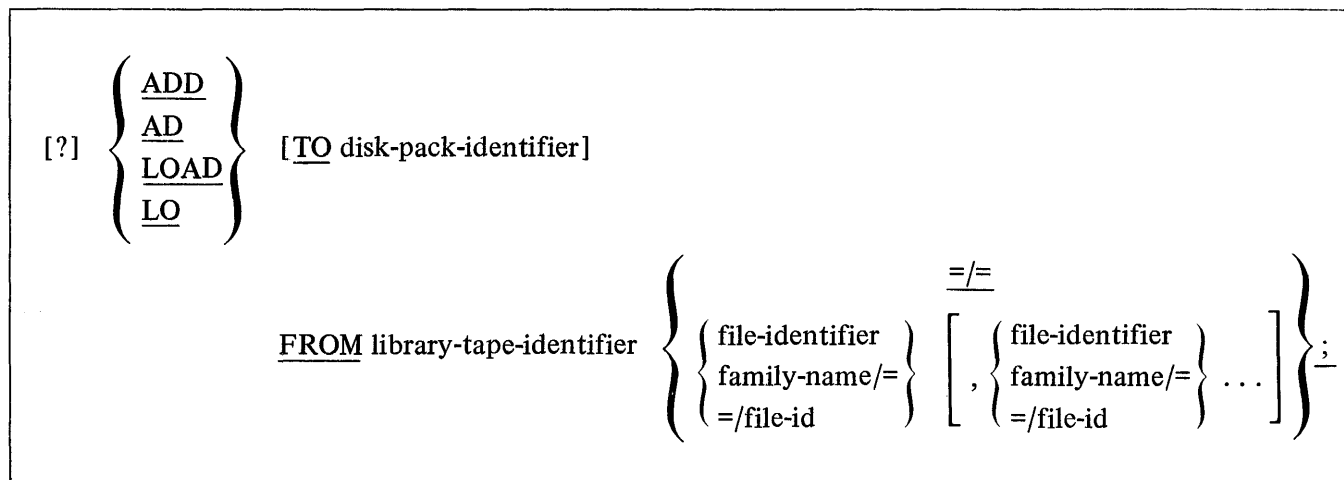 ADD
AD
[?] [TO disk-pack-identifier]
LOAD
LO
=/=
file-identifier file-identifier
FROM library-tape-identifier family-name/= [ , family-name/= ... ] ;
=/file-id =/file-id